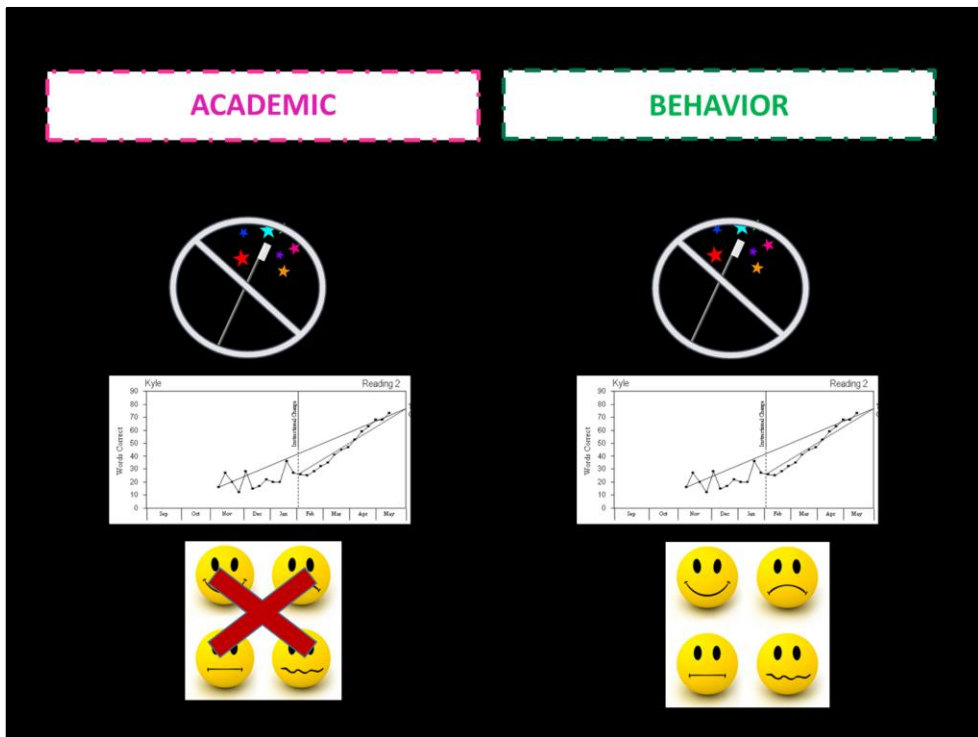 ACADEMIC
BEHAVIOR
Kyle Reading 2
90
80
70
60
50
40
30
20
10
0
Words Correct
Instructional Change
Sep Oct Nov Dec Jan Feb Mar Apr May
Kyle Reading 2
90
80
70
60
50
40
30
20
10
0
Words Correct
Instructional Change
Sep Oct Nov Dec Jan Feb Mar Apr May